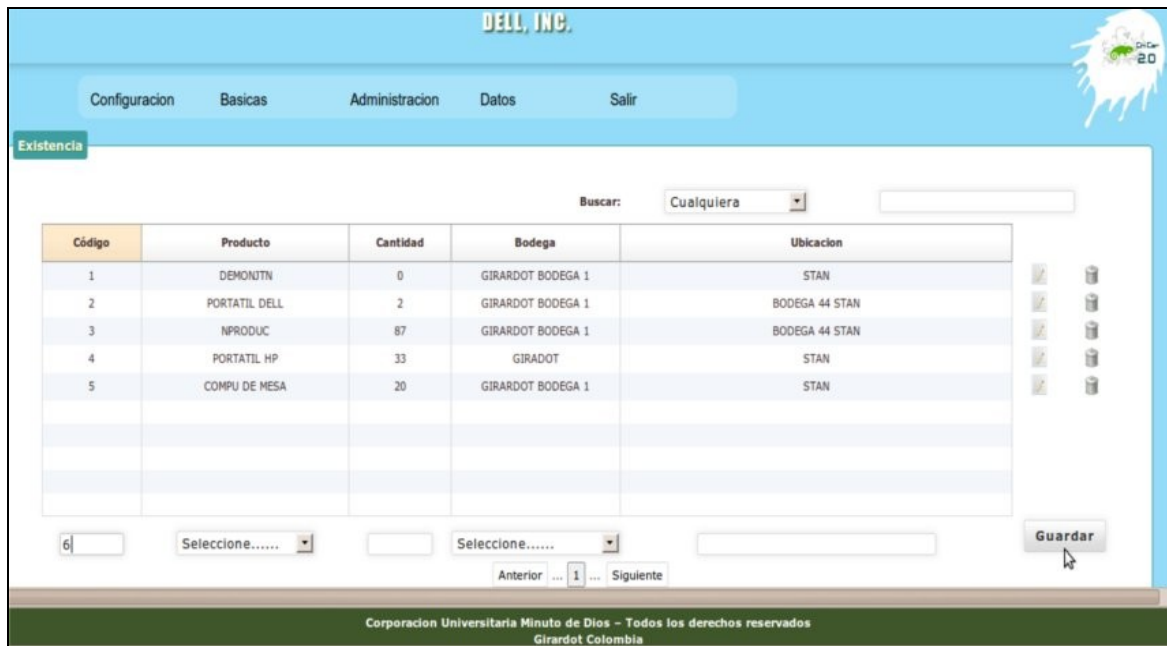 DELL, INC.
2.0
Configuracion Basicas Administracion Datos Salir
Existencia
Buscar: Cualquiera
Código Producto Cantidad Bodega Ubicacion
1 DEMONJTN 0 GIRARDOT BODEGA 1 STAN
2 PORTATIL DELL 2 GIRARDOT BODEGA 1 BODEGA 44 STAN
3 NPRODUC 87 GIRARDOT BODEGA 1 BODEGA 44 STAN
4 PORTATIL HP 33 GIRADOT STAN
5 COMPU DE MESA 20 GIRARDOT BODEGA 1 STAN
6 Seleccione...... Seleccione...... Guardar
Anterior ... 1 ... Siguiente
Corporacion Universitaria Minuto de Dios – Todos los derechos reservados
Girardot Colombia